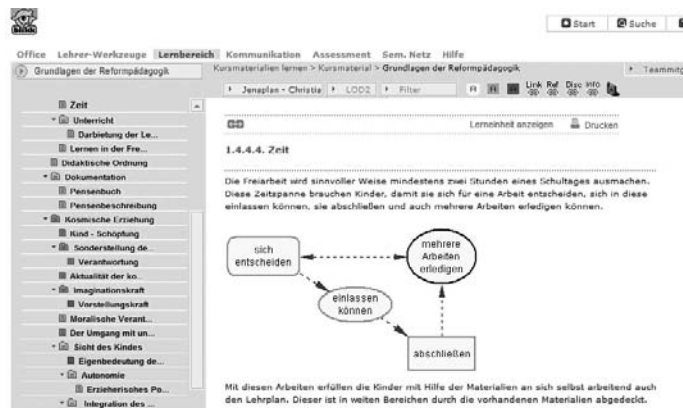 Start Suche
Office Lehrer-Werkzeuge Lernbereich Kommunikation Assessment Sem. Netz Hilfe
Grundlagen der Reformpädagogik
Kursmaterialien lernen > Kursmaterial > Grundlagen der Reformpädagogik
Teammitg
Jenaplan - Christia LOD2 Filter
A A Link Ref Disc Info
Zeit
Unterricht
Darbietung der Le...
Lernen in der Fre...
Didaktische Ordnung
Dokumentation
Pensenbuch
Pensenbeschreibung
Kosmische Erziehung
Kind - Schöpfung
Sonderstellung de...
Verantwortung
Aktualität der ko...
Imaginationskraft
Vorstellungskraft
Moralische Verant...
Der Umgang mit un...
Sicht des Kindes
Eigenbedeutung de...
Autonomie
Erzieherisches Po...
Integration des ...
Lerneinheit anzeigen Drucken
1.4.4.4. Zeit
Die Freiarbeit wird sinnvoller Weise mindestens zwei Stunden eines Schultages ausmachen.
Diese Zeitspanne brauchen Kinder, damit sie sich für eine Arbeit entscheiden, sich in diese
einlassen können, sie abschließen und auch mehrere Arbeiten erledigen können.
sich
entscheiden
mehrere
Arbeiten
erledigen
einlassen
können
abschließen
Mit diesen Arbeiten erfüllen die Kinder mit Hilfe der Materialien an sich selbst arbeitend auch
den Lehrplan. Dieser ist in weiten Bereichen durch die vorhandenen Materialien abgedeckt.